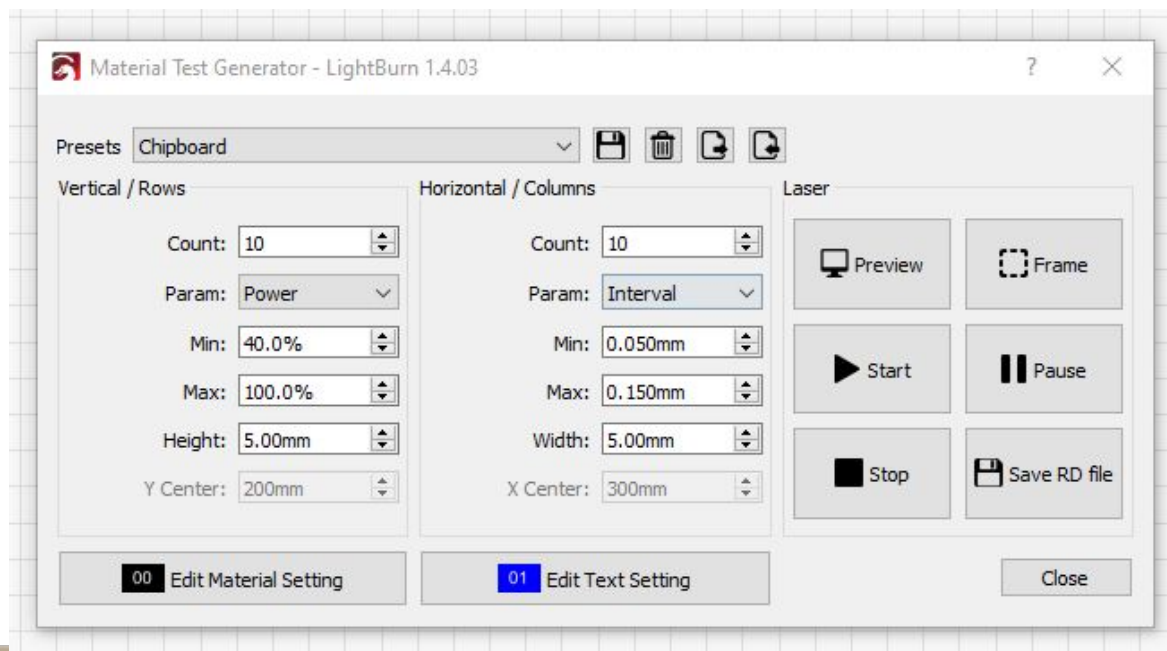 Material Test Generator - LightBurn 1.4.03
?
Presets Chipboard
Vertical / Rows
Count: 10
Param: Power
Min: 40.0%
Max: 100.0%
Height: 5.00mm
Y Center: 200mm
00 Edit Material Setting
Horizontal / Columns
Count: 10
Param: Interval
Min: 0.050mm
Max: 0.150mm
Width: 5.00mm
X Center: 300mm
01 Edit Text Setting
Laser
Preview
Frame
Start
Pause
Stop
Save RD file
Close